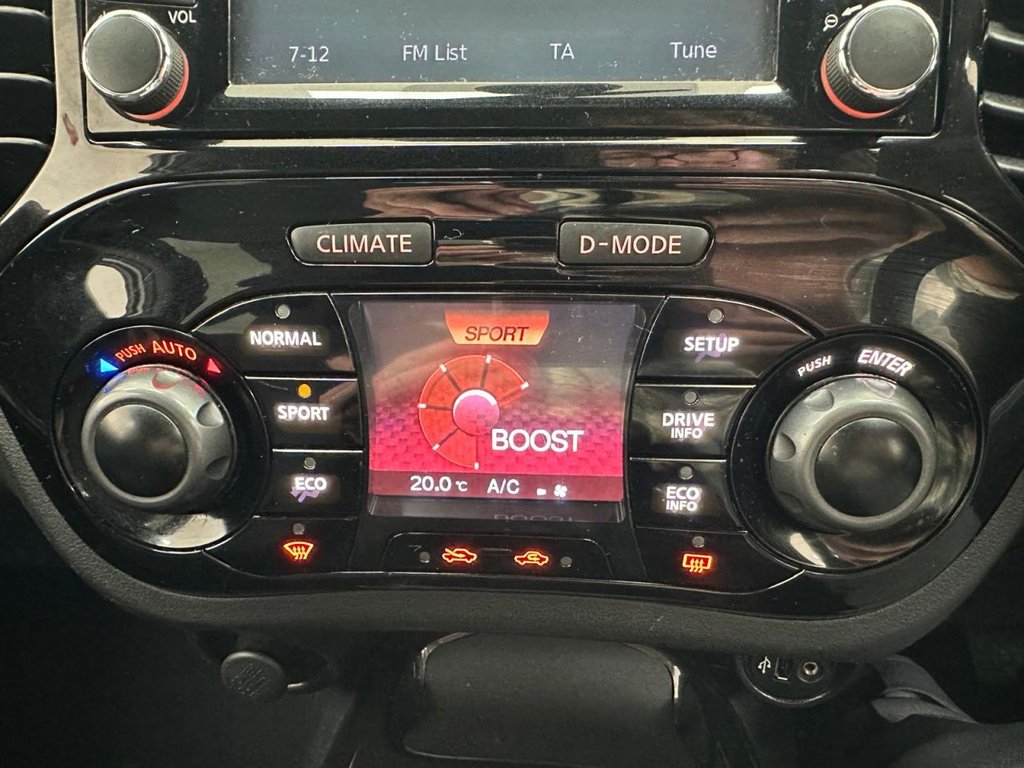 VOL
7-12 FM List TA Tune
CLIMATE D-MODE
PUSH AUTO
NORMAL
SPORT
ECO
SPORT
BOOST
20.0°C A/C
SETUP
DRIVE
INFO
ECO
INFO
PUSH ENTER